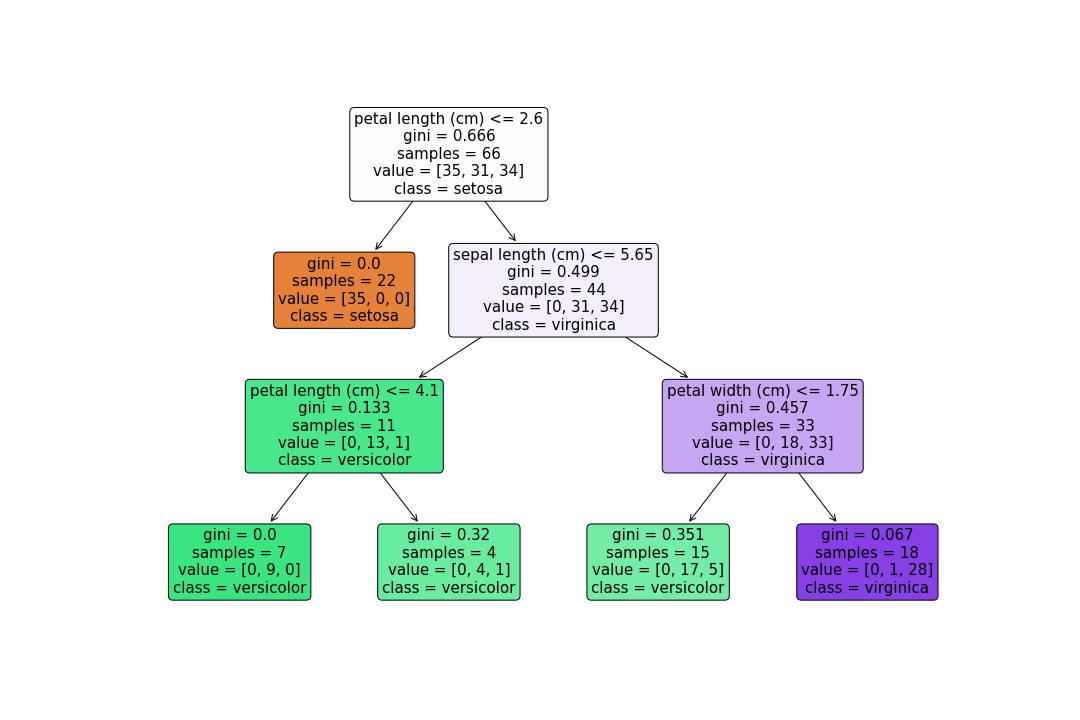 petal length (cm) <= 2.6
gini = 0.666
samples = 66
value = [35, 31, 34]
class = setosa
gini = 0.0
samples = 22
value = [35, 0, 0]
class = setosa
sepal length (cm) <= 5.65
gini = 0.499
samples = 44
value = [0, 31, 34]
class = virginica
petal length (cm) <= 4.1
gini = 0.133
samples = 11
value = [0, 13, 1]
class = versicolor
petal width (cm) <= 1.75
gini = 0.457
samples = 33
value = [0, 18, 33]
class = virginica
gini = 0.0
samples = 7
value = [0, 9, 0]
class = versicolor
gini = 0.32
samples = 4
value = [0, 4, 1]
class = versicolor
gini = 0.351
samples = 15
value = [0, 17, 5]
class = versicolor
gini = 0.067
samples = 18
value = [0, 1, 28]
class = virginica